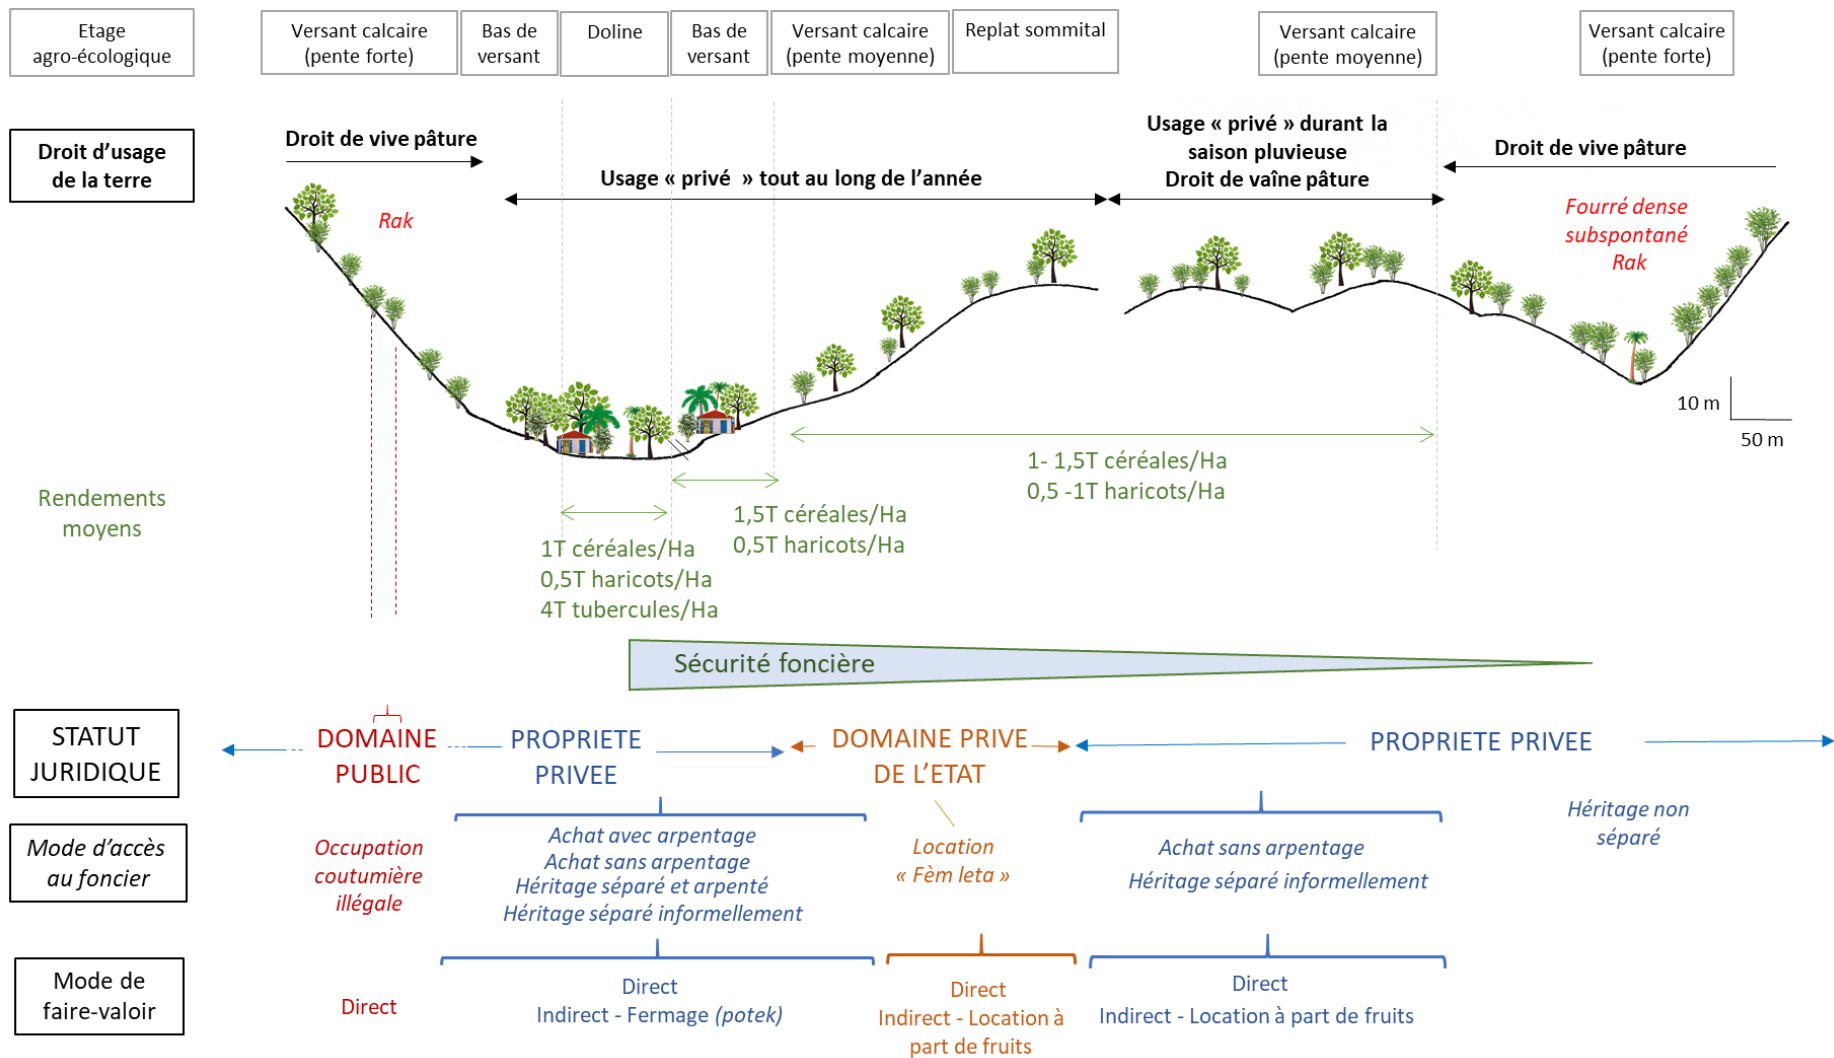 Etage
agro-écologique
Versant calcaire
(pente forte)
Bas de
versant
Doline
Bas de
versant
Versant calcaire
(pente moyenne)
Replat sommital
Versant calcaire
(pente moyenne)
Versant calcaire
(pente forte)
Droit d'usage
de la terre
Droit de vive pâture
Usage « privé  » tout au long de l'année
Usage « privé » durant la
saison pluvieuse
Droit de vaîne pâture
Droit de vive pâture
Rak
Fourré dense
subspontané
Rak
10 m
50 m
Rendements
moyens
1- 1,5T céréales/Ha
0,5 -1T haricots/Ha
1,5T céréales/Ha
0,5T haricots/Ha
1T céréales/Ha
0,5T haricots/Ha
4T tubercules/Ha
Sécurité foncière
STATUT
JURIDIQUE
DOMAINE
PUBLIC
PROPRIETE
PRIVEE
DOMAINE PRIVE
DE L'ETAT
PROPRIETE PRIVEE
Mode d'accès
au foncier
Occupation
coutumière
illégale
Achat avec arpentage
Achat sans arpentage
Héritage séparé et arpenté
Héritage séparé informellement
Location
« Fèm leta »
Achat sans arpentage
Héritage séparé informellement
Héritage non
séparé
Mode de
faire-valoir
Direct
Direct
Indirect - Fermage (potek)
Direct
Indirect - Location à
part de fruits
Direct
Indirect - Location à part de fruits